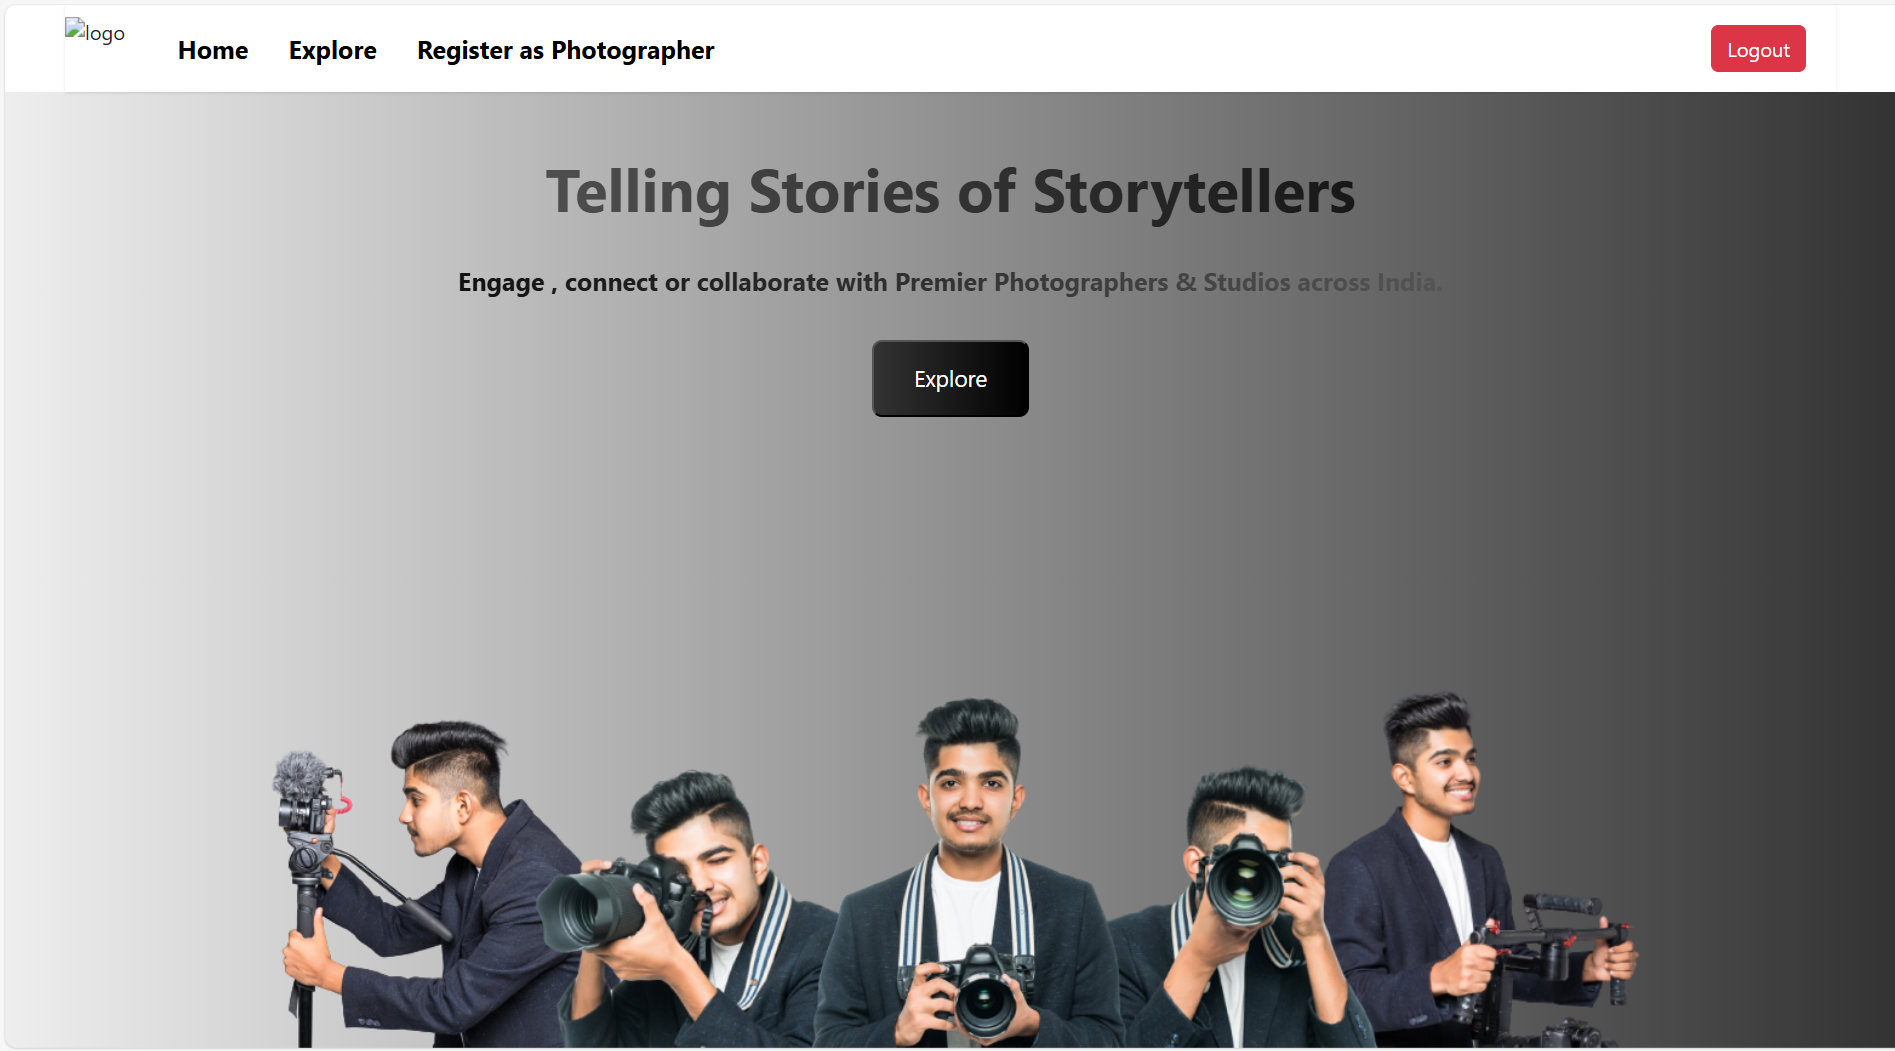 logo
Home
Explore
Register as Photographer
Logout
Telling Stories of Storytellers
Engage , connect or collaborate with Premier Photographers & Studios across India.
Explore